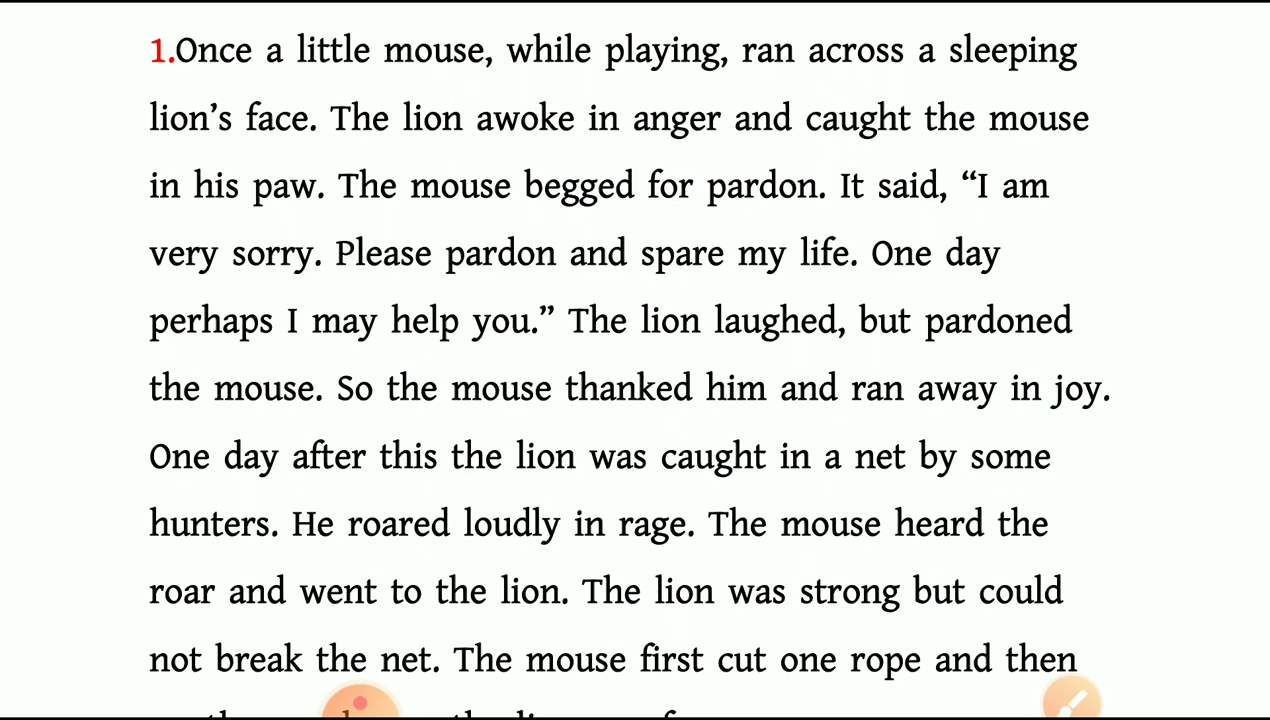 1.Once a little mouse, while playing, ran across a sleeping
lion’s face. The lion awoke in anger and caught the mouse
in his paw. The mouse begged for pardon. It said, “I am
very sorry. Please pardon and spare my life. One day
perhaps I may help you.” The lion laughed, but pardoned
the mouse. So the mouse thanked him and ran away in joy.
One day after this the lion was caught in a net by some
hunters. He roared loudly in rage. The mouse heard the
roar and went to the lion. The lion was strong but could
not break the net. The mouse first cut one rope and then